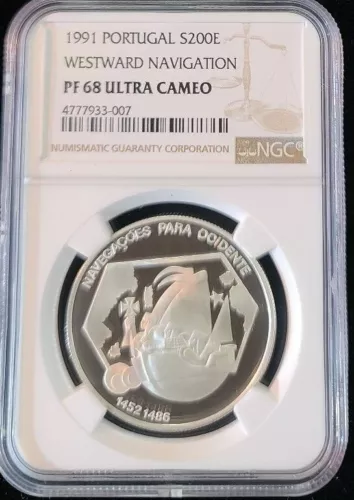 1991 PORTUGAL S200E
WESTWARD NAVIGATION
PF 68 ULTRA CAMEO
4777933-007
NUMISMATIC GUARANTY CORPORATION
NGC
NAVEGAÇÕES PARA OCIDENTE
1452 1486